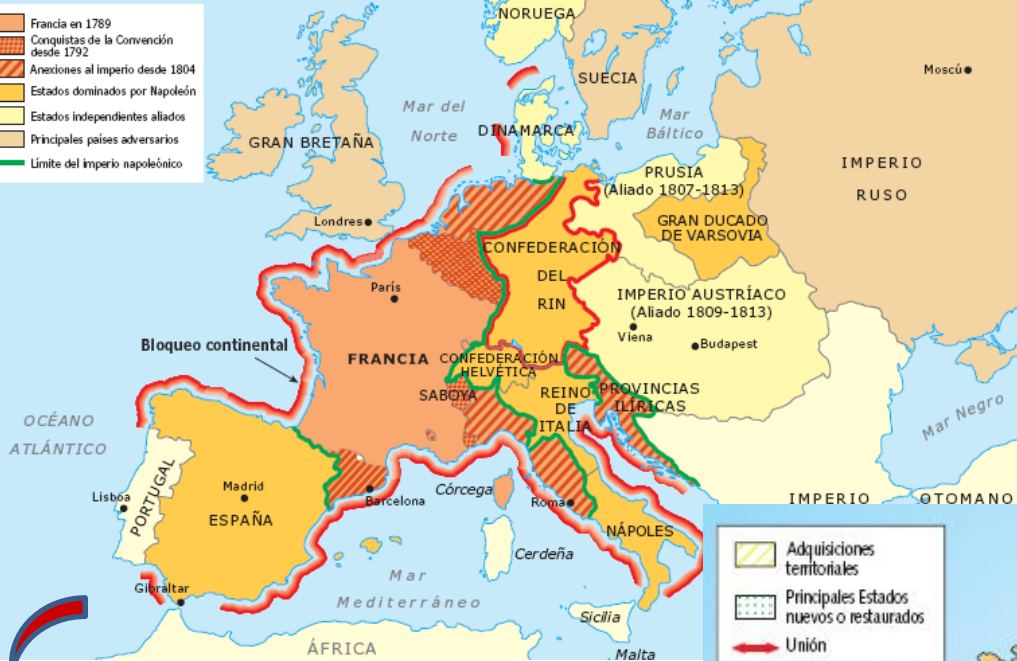 Francia en 1789
Conquistas de la Convención
desde 1792
Anexiones al imperio desde 1804
Estados dominados por Napoleón
Estados independientes aliados
Principales países adversarios
Límite del imperio napoleónico
NORUEGA
SUECIA
Moscú
Mar del
Norte
Mar
Báltico
DINAMARCA
GRAN BRETAÑA
IMPERIO
RUSO
PRUSIA
(Aliado 1807-1813)
Londres
GRAN DUCADO
DE VARSOVIA
CONFEDERACIÓN
DEL
RIN
París
IMPERIO AUSTRÍACO
(Aliado 1809-1813)
Viena
Budapest
Bloqueo continental
FRANCIA
CONFEDERACIÓN
HELVÉTICA
SABOYA
REINO
DE
ITALIA
PROVINCIAS
ILÍRICAS
Mar Negro
OCÉANO
ATLÁNTICO
PORTUGAL
Lisboa
Madrid
ESPAÑA
Barcelona
Córcega
Roma
IMPERIO OTOMANO
NÁPOLES
Cerdeña
Gibraltar
Mar
Mediterráneo
Sicilia
ÁFRICA
Malta
Adquisiciones
territoriales
Principales Estados
nuevos o restaurados
Unión